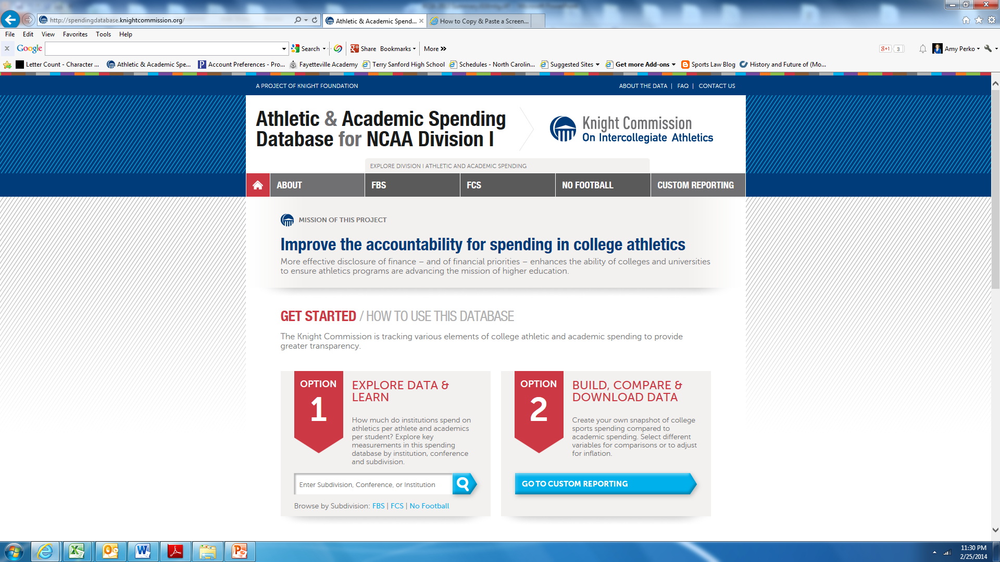 http://spendingdatabase.knightcommission.org/
Athletic & Academic Spend...
How to Copy & Paste a Screen...
File Edit View Favorites Tools Help
x Google Search Share Bookmarks More »
g+1 3 Amy Perko
Letter Count - Character ... Athletic & Academic Spe... Account Preferences - Pro... Fayetteville Academy Terry Sanford High School Schedules - North Carolin... Suggested Sites Get more Add-ons Sports Law Blog History and Future of (Mo...
A PROJECT OF KNIGHT FOUNDATION
ABOUT THE DATA | FAQ | CONTACT US
Athletic & Academic Spending
Database for NCAA Division I
Knight Commission
On Intercollegiate Athletics
EXPLORE DIVISION I ATHLETIC AND ACADEMIC SPENDING
ABOUT FBS FCS NO FOOTBALL CUSTOM REPORTING
MISSION OF THIS PROJECT
Improve the accountability for spending in college athletics
More effective disclosure of finance – and of financial priorities – enhances the ability of colleges and universities
to ensure athletics programs are advancing the mission of higher education.
GET STARTED / HOW TO USE THIS DATABASE
The Knight Commission is tracking various elements of college athletic and academic spending to provide
greater transparency.
OPTION
1
EXPLORE DATA &
LEARN
How much do institutions spend on
athletics per athlete and academics
per student? Explore key
measurements in this spending
database by institution, conference
and subdivision.
Enter Subdivision, Conference, or Institution
Browse by Subdivision: FBS | FCS | No Football
OPTION
2
BUILD, COMPARE &
DOWNLOAD DATA
Create your own snapshot of college
sports spending compared to
academic spending. Select different
variables for comparisons or to adjust
for inflation.
GO TO CUSTOM REPORTING
11:30 PM
2/25/2014